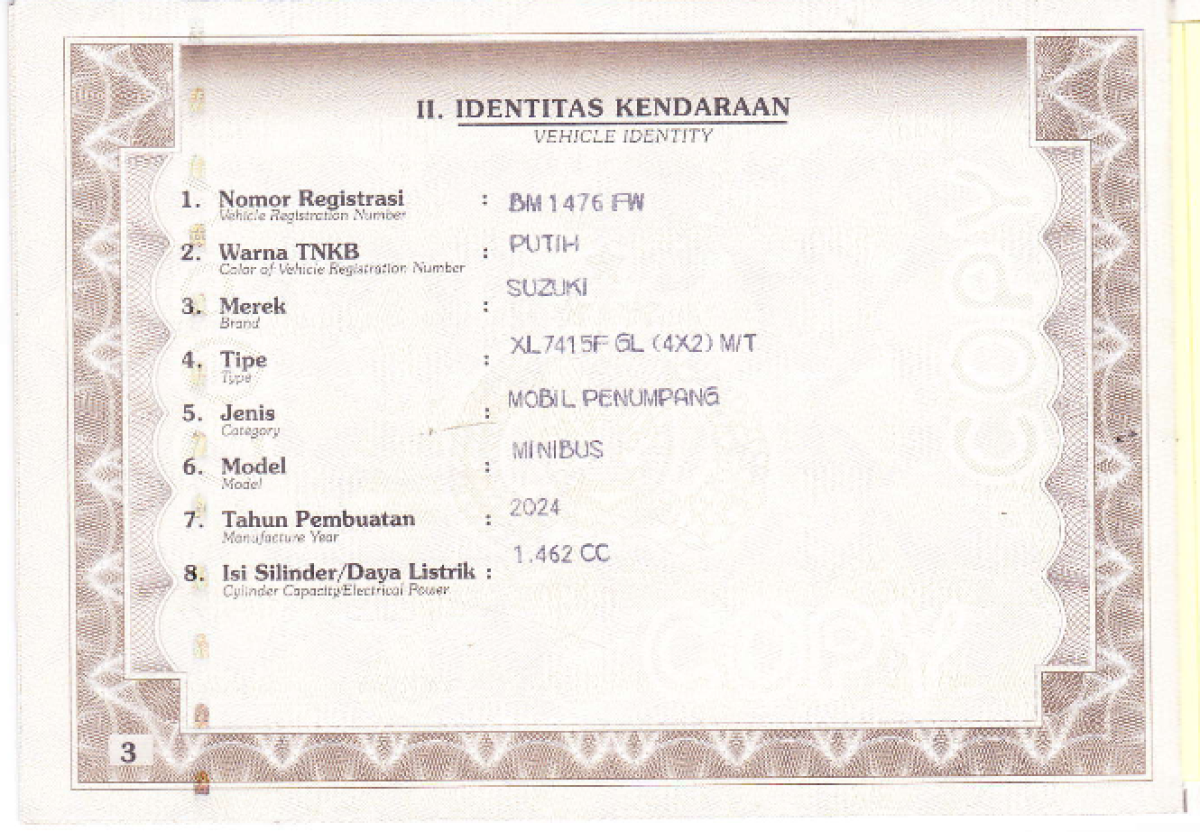 II. IDENTITAS KENDARAAN
VEHICLE IDENTITY
1. Nomor Registrasi : BM 1476 FW
Vehicle Registration Number
2. Warna TNKB : PUTIH
Color of Vehicle Registration Number
3. Merek : SUZUKI
Brand
4. Tipe : XL7415F GL (4X2) M/T
Type
5. Jenis : MOBIL PENUMPANG
Category
6. Model : MINIBUS
Model
7. Tahun Pembuatan : 2024
Manufacture Year
8. Isi Silinder/Daya Listrik : 1.462 CC
Cylinder Capacity/Electrical Power
COPY
COPY
3